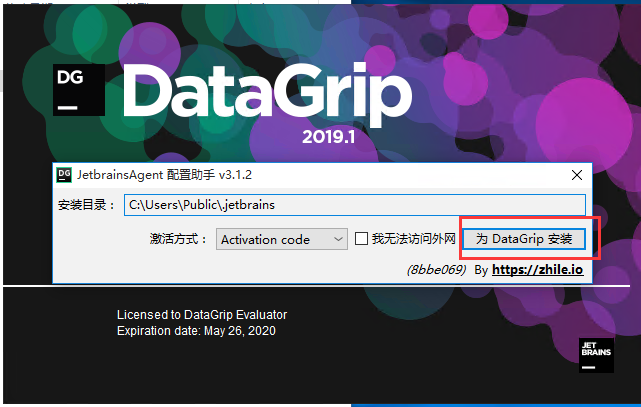 DG
DataGrip
2019.1
DG JetbrainsAgent 配置助手 v3.1.2
安装目录： C:\Users\Public\.jetbrains
激活方式： Activation code 我无法访问外网 为 DataGrip 安装
(8bbe069) By https://zhile.io
Licensed to DataGrip Evaluator
Expiration date: May 26, 2020
JET
BRAINS